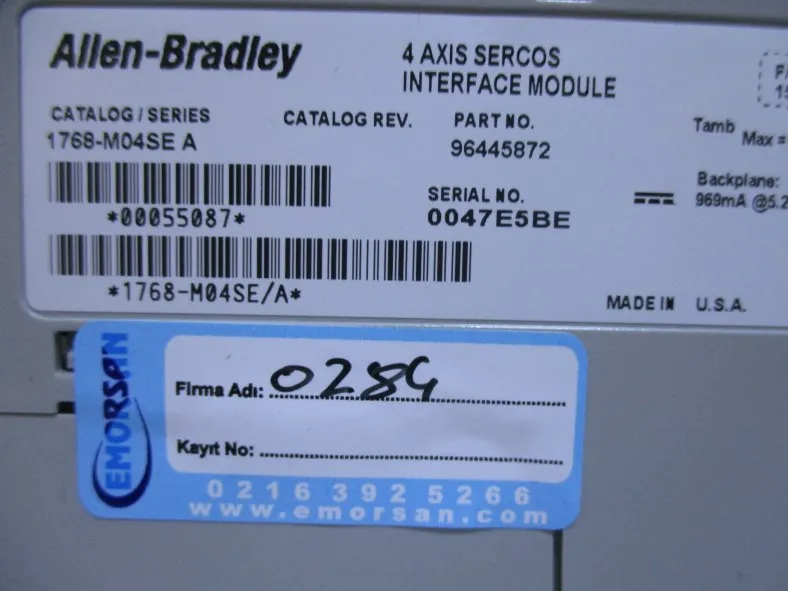 Allen-Bradley
4 AXIS SERCOS
INTERFACE MODULE
CATALOG / SERIES
1768-M04SE A
CATALOG REV.
PART NO.
96445872
SERIAL NO.
0047E5BE
*00055087*
*1768-M04SE/A*
Tamb
Max =
Backplane:
969mA @5.2
MADE IN U.S.A.
EMORSAN
Firma Adı:
Kayıt No:
0216 392 5266
www.emorsan.com